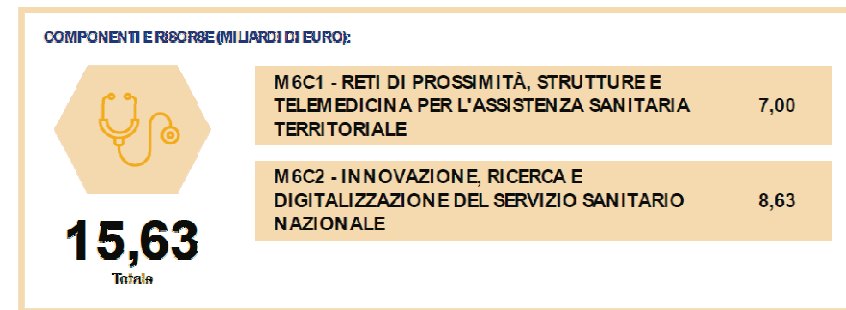 COMPONENTI E RISORSE (MILIARDI DI EURO):
M6C1 - RETI DI PROSSIMITÀ, STRUTTURE E
TELEMEDICINA PER L'ASSISTENZA SANITARIA
TERRITORIALE
7,00
M6C2 - INNOVAZIONE, RICERCA E
DIGITALIZZAZIONE DEL SERVIZIO SANITARIO
NAZIONALE
8,63
15,63
Totale